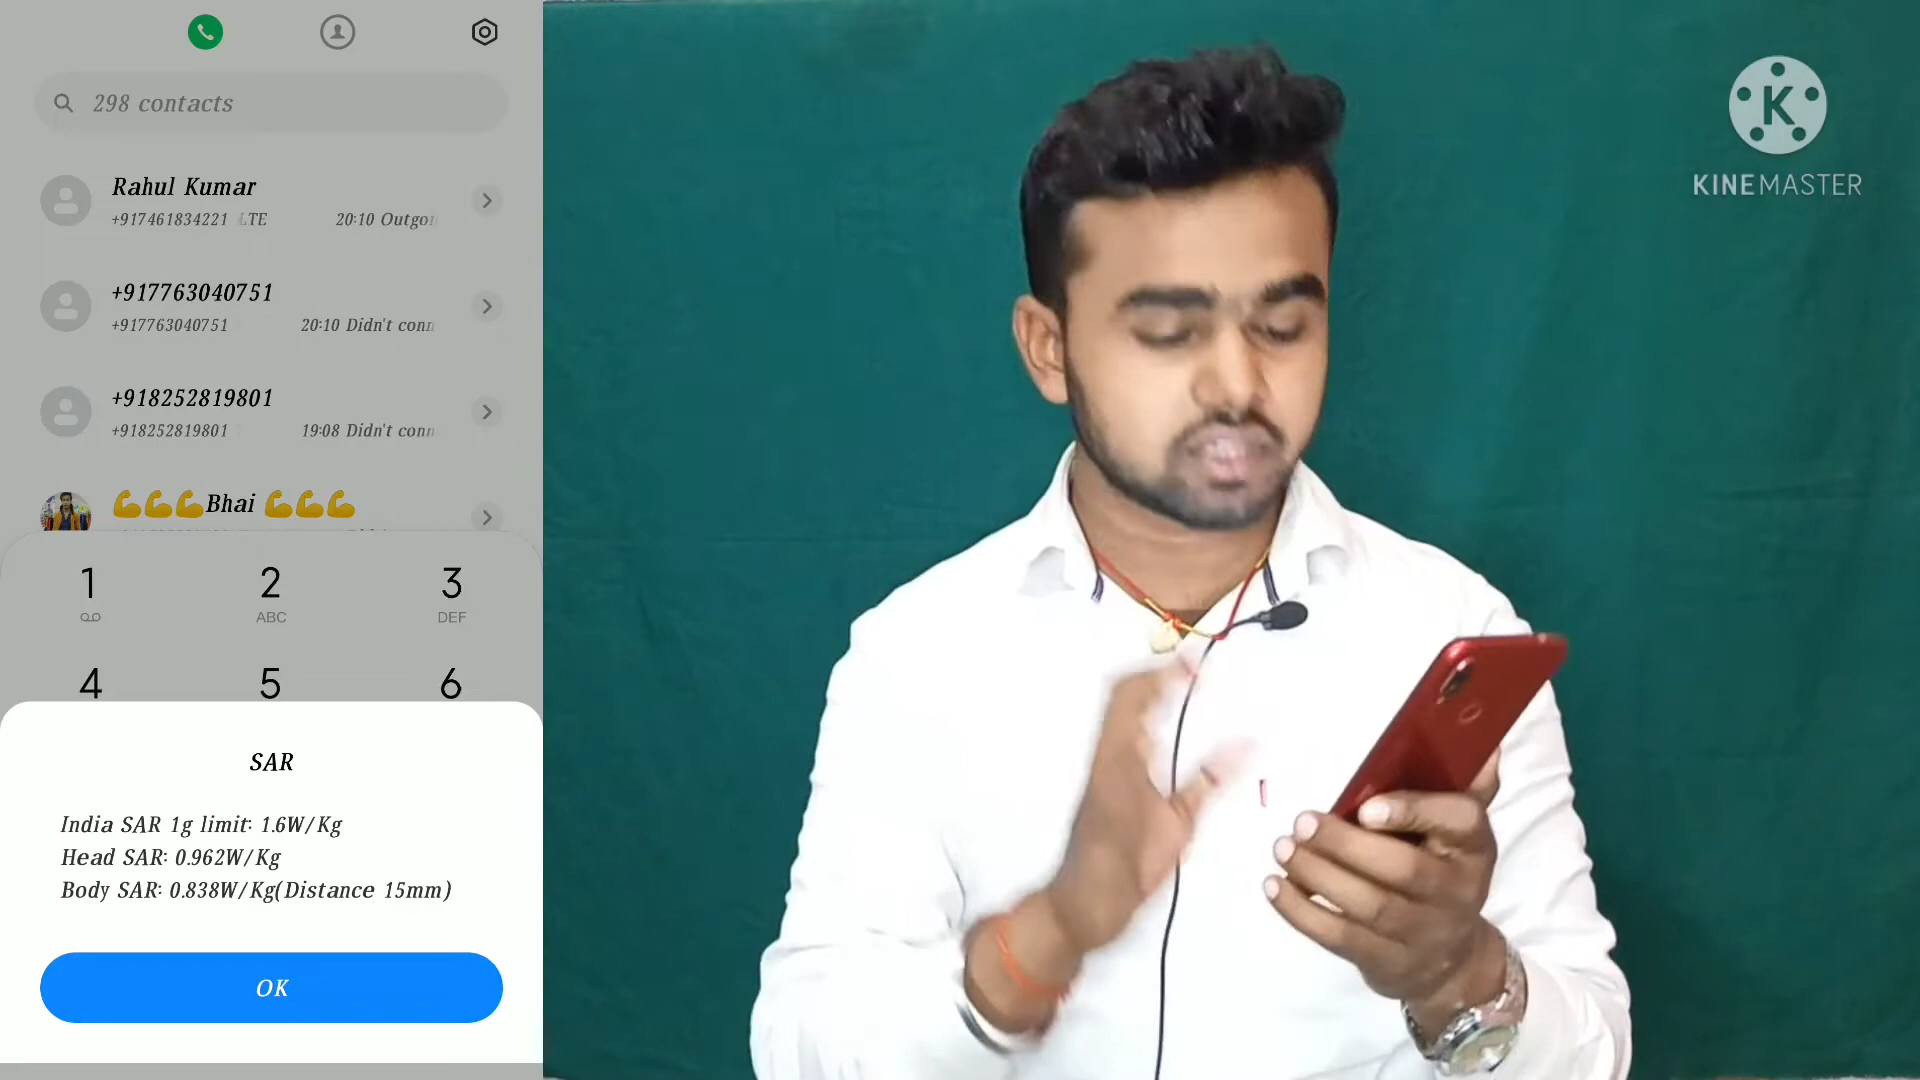 298 contacts
Rahul Kumar
+917461834221 LTE 20:10 Outgoi
+917763040751
+917763040751 20:10 Didn't conn
+918252819801
+918252819801 19:08 Didn't conn
💪💪💪Bhai 💪💪💪
1 2 3
ABC DEF
4 5 6
SAR
India SAR 1g limit: 1.6W/Kg
Head SAR: 0.962W/Kg
Body SAR: 0.838W/Kg(Distance 15mm)
OK
K
KINEMASTER